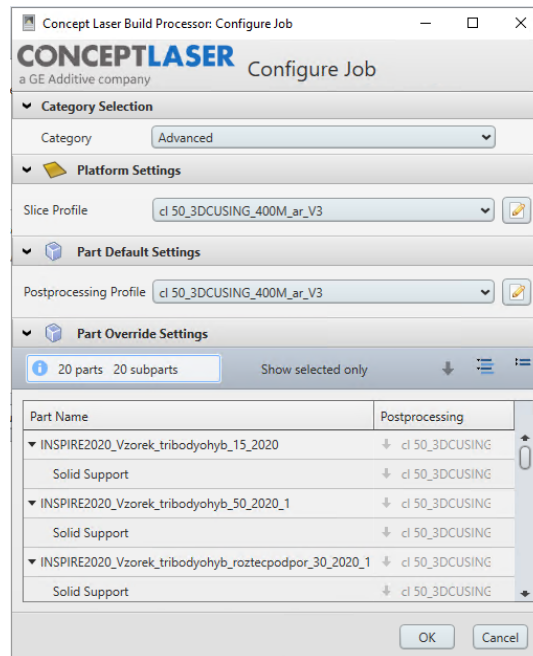 Concept Laser Build Processor: Configure Job
CONCEPTLASER
a GE Additive company
Configure Job
Category Selection
Category Advanced
Platform Settings
Slice Profile cl 50_3DCUSING_400M_ar_V3
Part Default Settings
Postprocessing Profile cl 50_3DCUSING_400M_ar_V3
Part Override Settings
20 parts 20 subparts Show selected only
Part Name Postprocessing
INSPIRE2020_Vzorek_tribodyohyb_15_2020 cl 50_3DCUSING
Solid Support cl 50_3DCUSING
INSPIRE2020_Vzorek_tribodyohyb_50_2020_1 cl 50_3DCUSING
Solid Support cl 50_3DCUSING
INSPIRE2020_Vzorek_tribodyohyb_roztecpodpor_30_2020_1 cl 50_3DCUSING
Solid Support cl 50_3DCUSING
OK Cancel